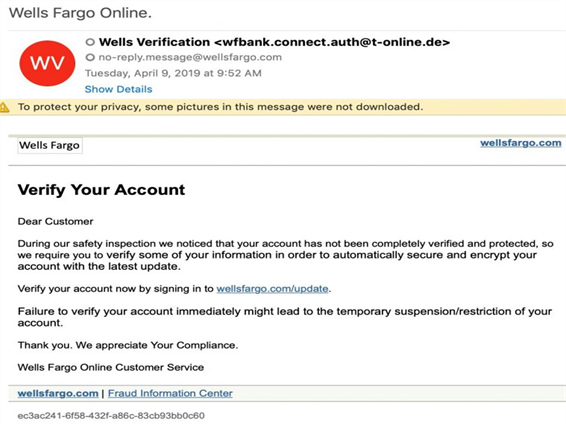 Wells Fargo Online.
WV
Wells Verification <wfbank.connect.auth@t-online.de>
no-reply.message@wellsfargo.com
Tuesday, April 9, 2019 at 9:52 AM
Show Details
To protect your privacy, some pictures in this message were not downloaded.
Wells Fargo
wellsfargo.com
Verify Your Account
Dear Customer
During our safety inspection we noticed that your account has not been completely verified and protected, so
we require you to verify some of your information in order to automatically secure and encrypt your
account with the latest update.
Verify your account now by signing in to wellsfargo.com/update.
Failure to verify your account immediately might lead to the temporary suspension/restriction of your
account.
Thank you. We appreciate Your Compliance.
Wells Fargo Online Customer Service
wellsfargo.com | Fraud Information Center
ec3ac241-6f58-432f-a86c-83cb93bb0c60